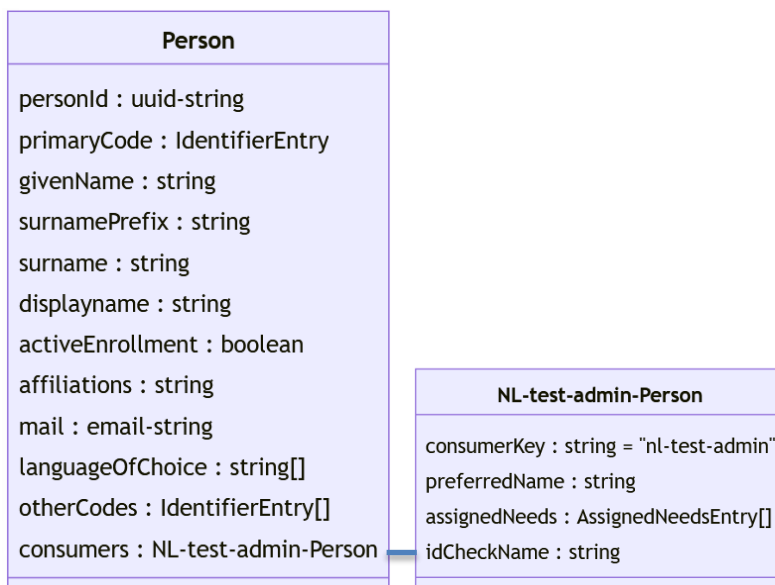 Person
personId : uuid-string
primaryCode : IdentifierEntry
givenName : string
surnamePrefix : string
surname : string
displayname : string
activeEnrollment : boolean
affiliations : string
mail : email-string
languageOfChoice : string[]
otherCodes : IdentifierEntry[]
consumers : NL-test-admin-Person
NL-test-admin-Person
consumerKey : string = "nl-test-admin"
preferredName : string
assignedNeeds : AssignedNeedsEntry[]
idCheckName : string